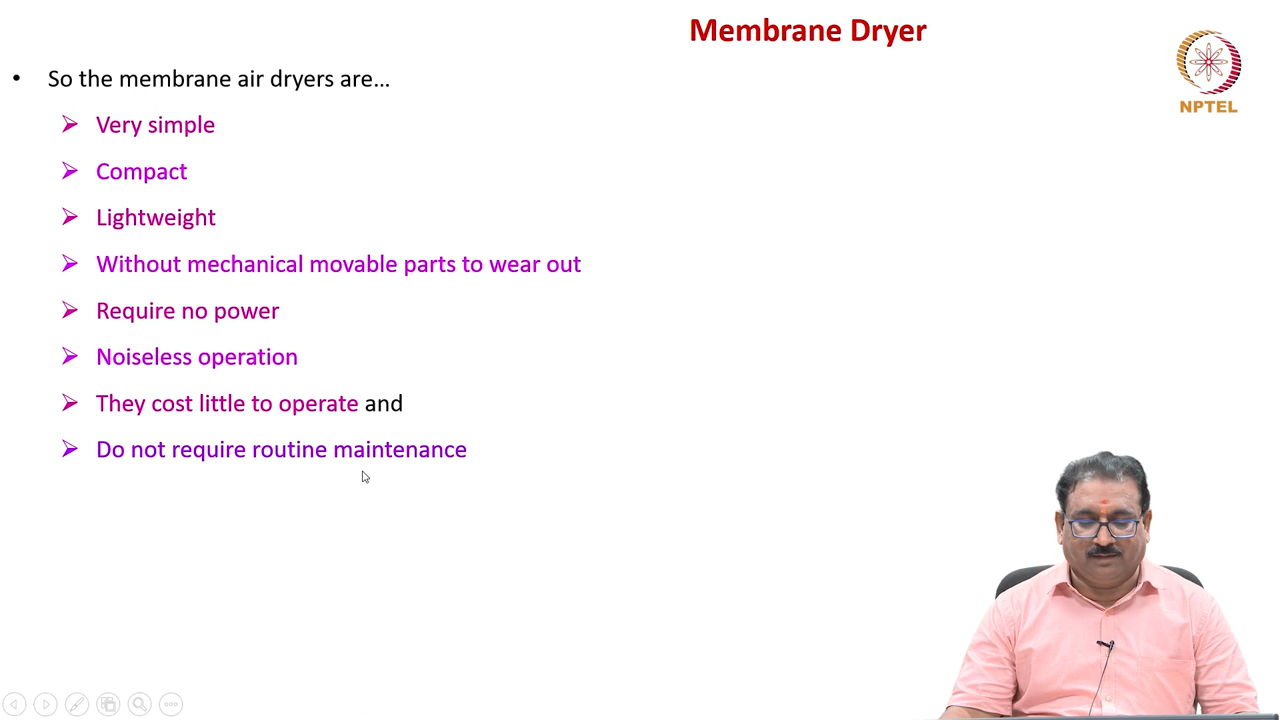 Membrane Dryer
NPTEL
• So the membrane air dryers are...
➢ Very simple
➢ Compact
➢ Lightweight
➢ Without mechanical movable parts to wear out
➢ Require no power
➢ Noiseless operation
➢ They cost little to operate and
➢ Do not require routine maintenance